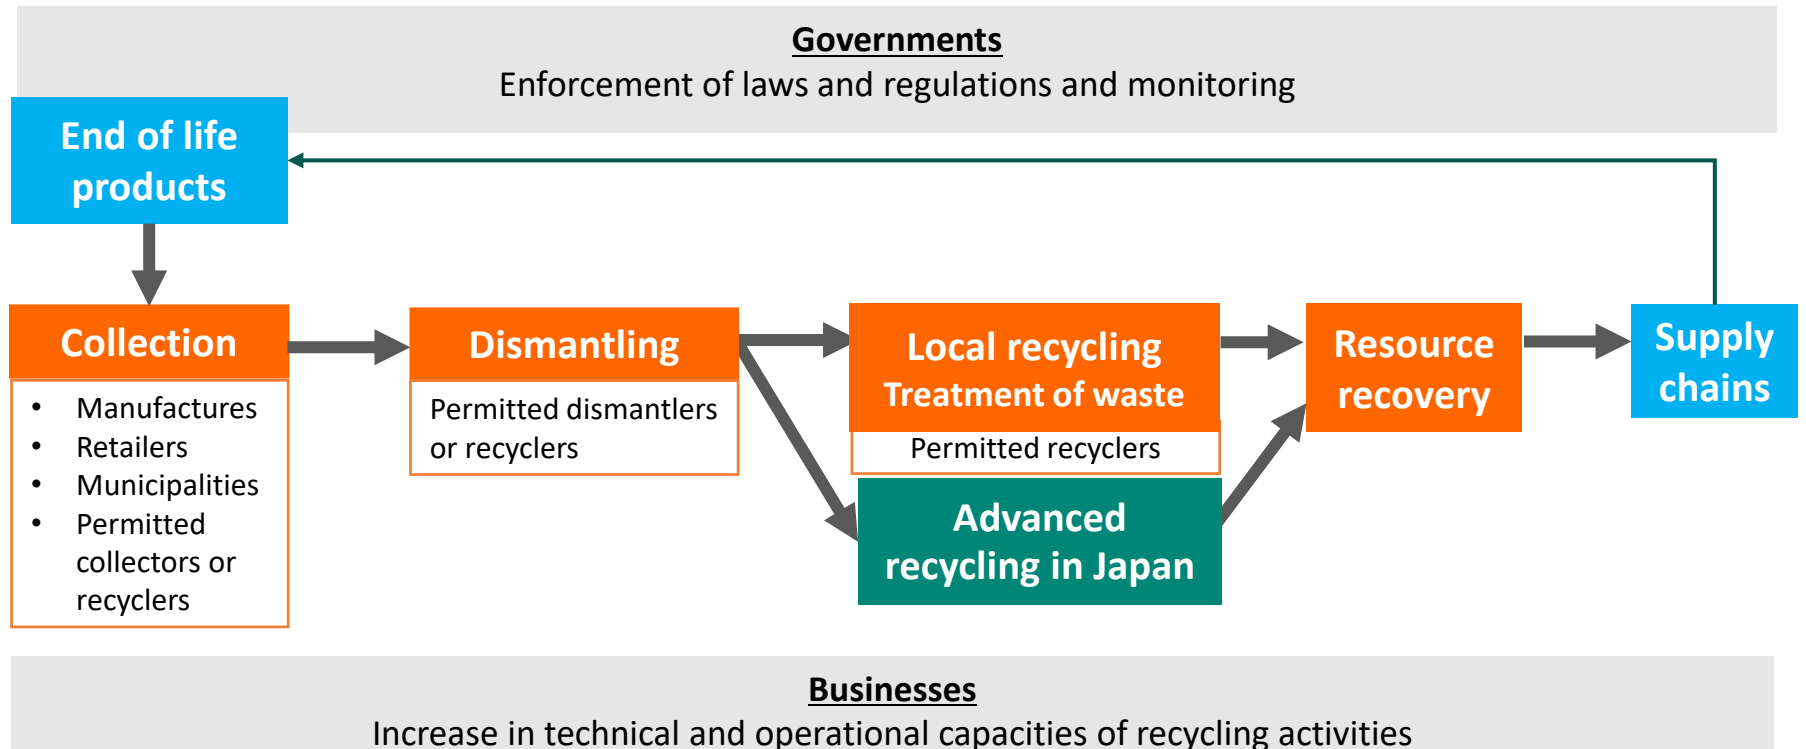 Governments
Enforcement of laws and regulations and monitoring
End of life
products
Collection
• Manufactures
• Retailers
• Municipalities
• Permitted
collectors or
recyclers
Dismantling
Permitted dismantlers
or recyclers
Local recycling
Treatment of waste
Permitted recyclers
Advanced
recycling in Japan
Resource
recovery
Supply
chains
Businesses
Increase in technical and operational capacities of recycling activities